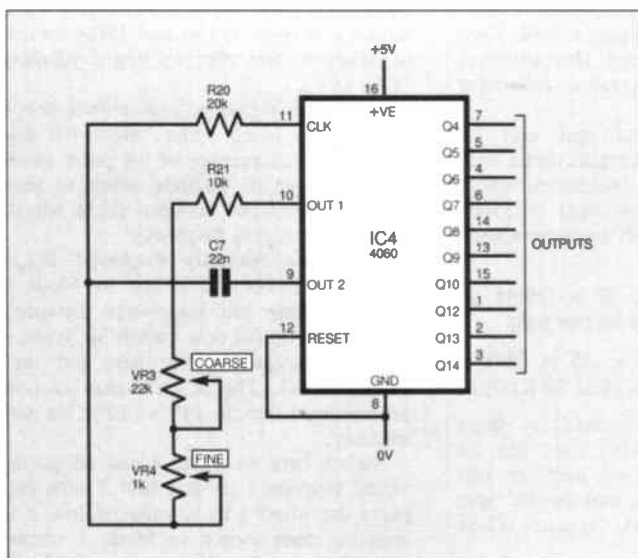 +5V
16
R20
20k
11
CLK
+VE
Q4
7
R21
10k
10
OUT 1
Q5
5
Q6
4
Q7
6
C7
22n
9
OUT 2
IC4
4060
Q8
14
OUTPUTS
Q9
13
Q10
15
12
RESET
Q12
1
Q13
2
Q14
3
VR3
22k
COARSE
GND
8
0V
VR4
1k
FINE